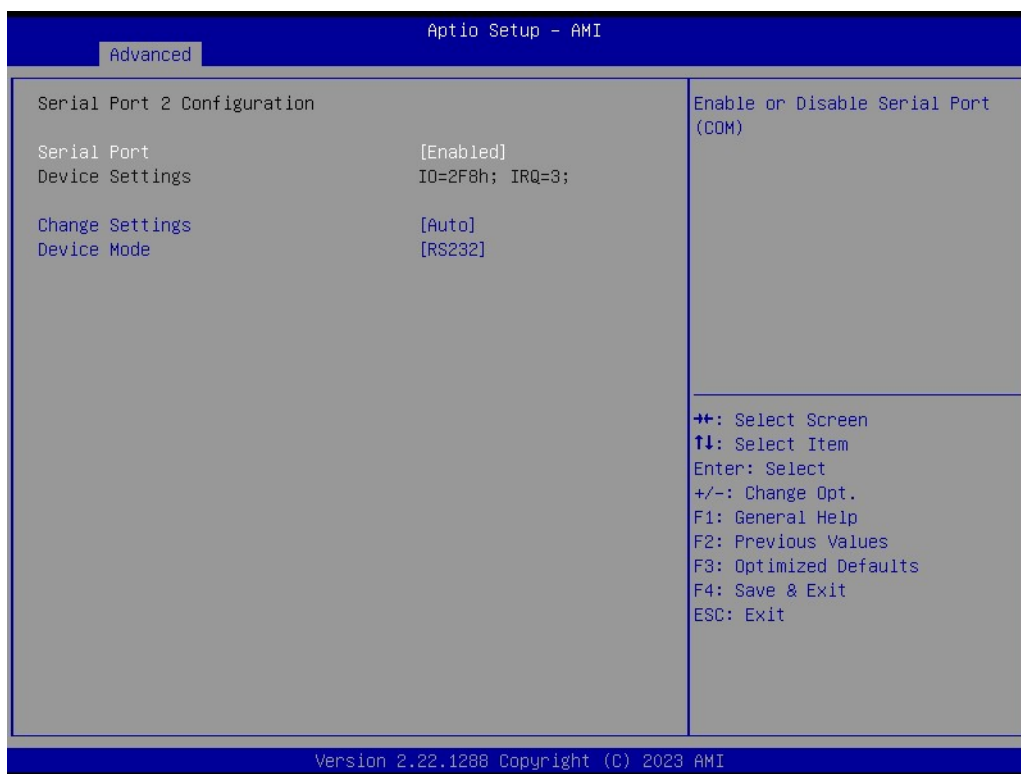 Aptio Setup – AMI
Advanced
Serial Port 2 Configuration
Serial Port [Enabled]
Device Settings IO=2F8h; IRQ=3;
Change Settings [Auto]
Device Mode [RS232]
Enable or Disable Serial Port
(COM)
→←: Select Screen
↑↓: Select Item
Enter: Select
+/-: Change Opt.
F1: General Help
F2: Previous Values
F3: Optimized Defaults
F4: Save & Exit
ESC: Exit
Version 2.22.1288 Copyright (C) 2023 AMI